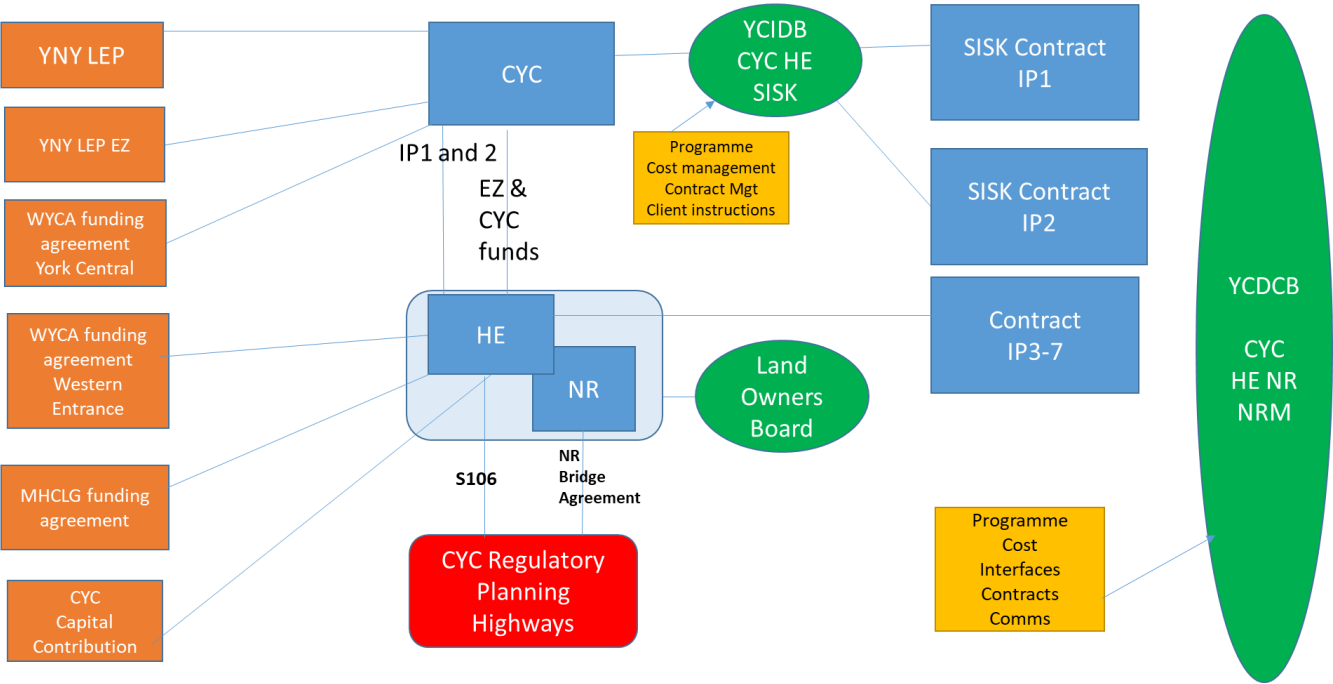 YNY LEP
YNY LEP EZ
WYCA funding
agreement
York Central
WYCA funding
agreement
Western
Entrance
MHCLG funding
agreement
CYC
Capital
Contribution
CYC
IP1 and 2
EZ &
CYC
funds
HE
NR
S106
NR
Bridge
Agreement
CYC Regulatory
Planning
Highways
YCIDB
CYC HE
SISK
Programme
Cost management
Contract Mgt
Client instructions
Land
Owners
Board
SISK Contract
IP1
SISK Contract
IP2
Contract
IP3-7
Programme
Cost
Interfaces
Contracts
Comms
YCDCB
CYC
HE NR
NRM